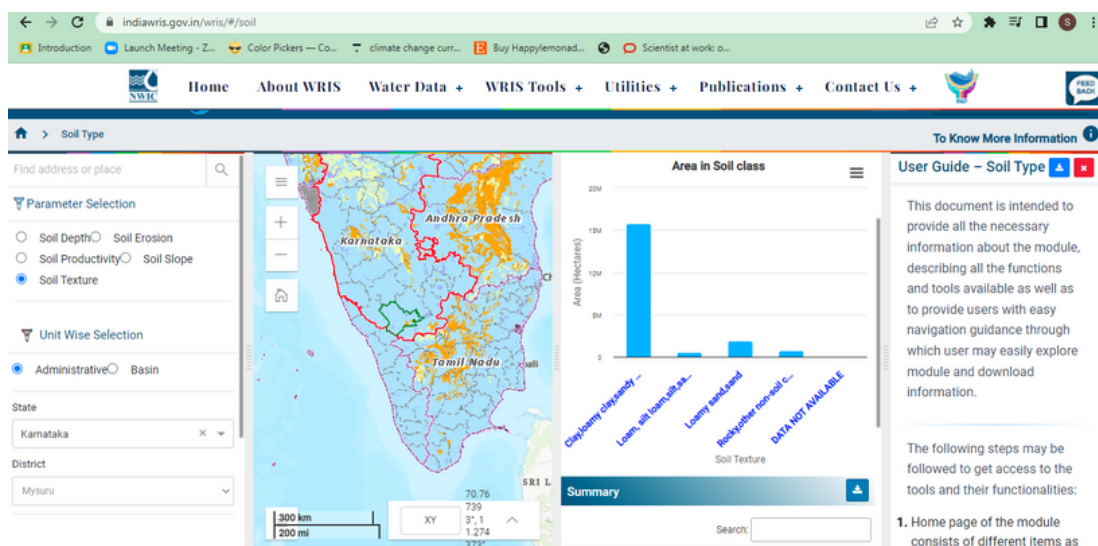 indiawris.gov.in/wris/#/soil
S
Introduction
Launch Meeting - Z...
Color Pickers — Co...
climate change curr...
Buy Happylemonad...
Scientist at work: o...
NWIC
Home
About WRIS
Water Data +
WRIS Tools +
Utilities +
Publications +
Contact Us +
FEED
BACK
> Soil Type
To Know More Information
Find address or place
Parameter Selection
Soil Depth
Soil Erosion
Soil Productivity
Soil Slope
Soil Texture
Unit Wise Selection
Administrative
Basin
State
Karnataka
District
Mysuru
Karnataka
Andhra Pradesh
Tamil Nadu
SRI L
300 km
200 mi
XY
70.76
739
3°, 1
1.274
373°
Area in Soil class
20M
15M
10M
5M
0
Area (Hectares)
Clay,loamy clay,sandy ...
Loam, silt loam,silt,sa...
Loamy sand,sand
Rocky,other non-soil c...
DATA NOT AVAILABLE
Soil Texture
Summary
Search:
User Guide – Soil Type
This document is intended to
provide all the necessary
information about the module,
describing all the functions
and tools available as well as
to provide users with easy
navigation guidance through
which user may easily explore
module and download
information.
The following steps may be
followed to get access to the
tools and their functionalities:
1. Home page of the module
consists of different items as